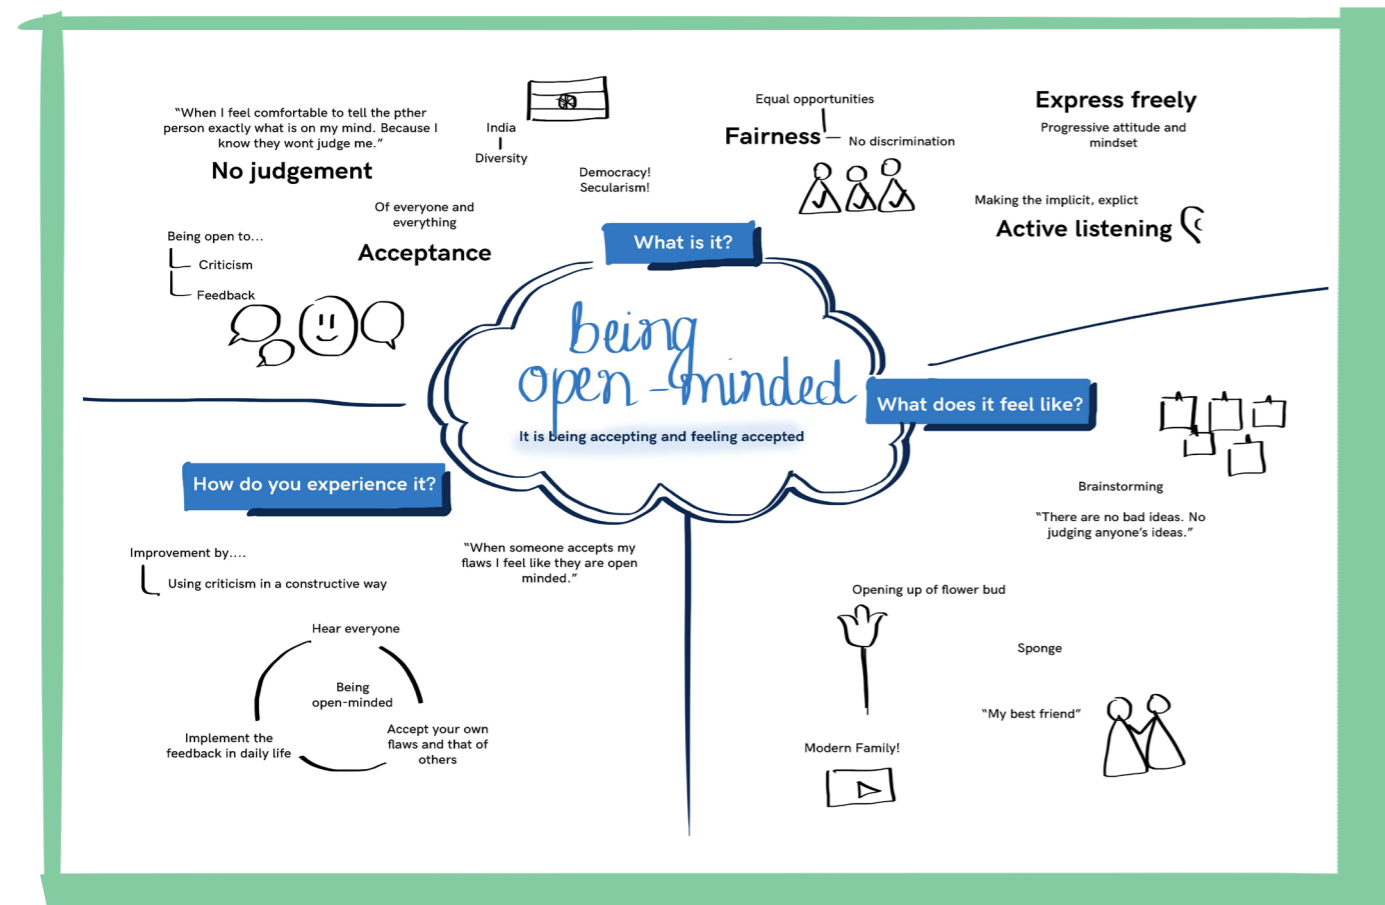 "When I feel comfortable to tell the pther
person exactly what is on my mind. Because I
know they wont judge me."
No judgement
India
Diversity
Democracy!
Secularism!
Of everyone and
everything
Acceptance
Being open to...
Criticism
Feedback
Equal opportunities
Fairness
No discrimination
Express freely
Progressive attitude and
mindset
Making the implicit, explict
Active listening
What is it?
being
open-minded
It is being accepting and feeling accepted
What does it feel like?
Brainstorming
"There are no bad ideas. No
judging anyone's ideas."
Opening up of flower bud
Sponge
"My best friend"
Modern Family!
How do you experience it?
Improvement by....
Using criticism in a constructive way
"When someone accepts my
flaws I feel like they are open
minded."
Hear everyone
Being
open-minded
Accept your own
flaws and that of
others
Implement the
feedback in daily life